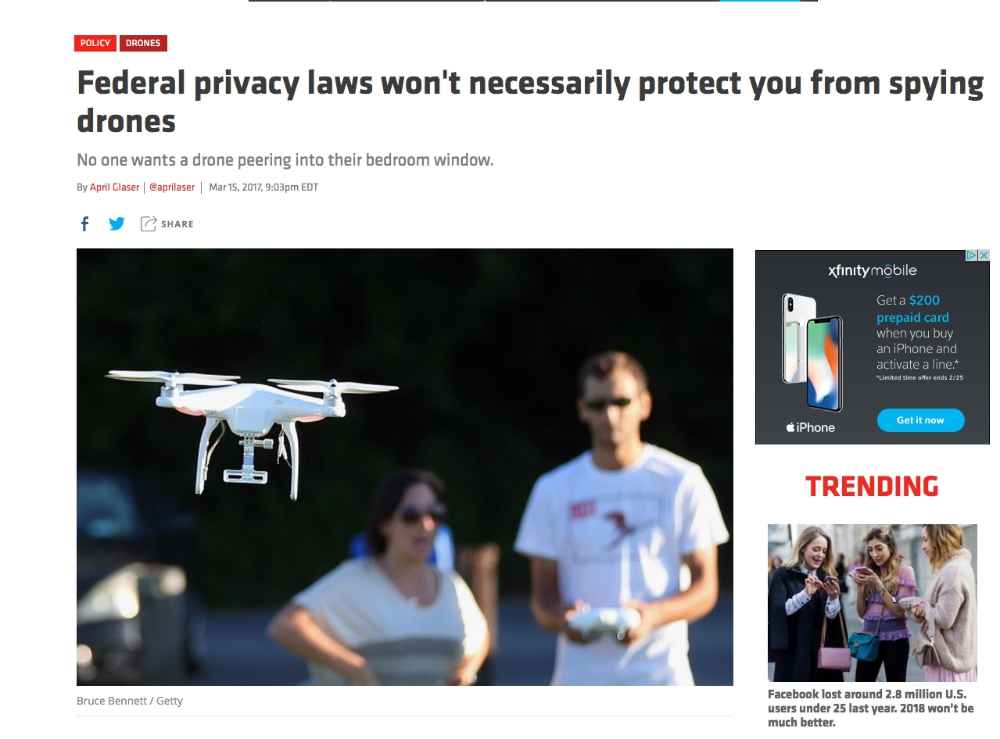 POLICY DRONES
Federal privacy laws won't necessarily protect you from spying
drones
No one wants a drone peering into their bedroom window.
By April Glaser | @aprilaser | Mar 15, 2017, 9:03pm EDT
SHARE
Bruce Bennett / Getty
xfinity mobile
Get a $200
prepaid card
when you buy
an iPhone and
activate a line.*
*Limited time offer ends 2/25
iPhone
Get it now
TRENDING
Facebook lost around 2.8 million U.S.
users under 25 last year. 2018 won't be
much better.